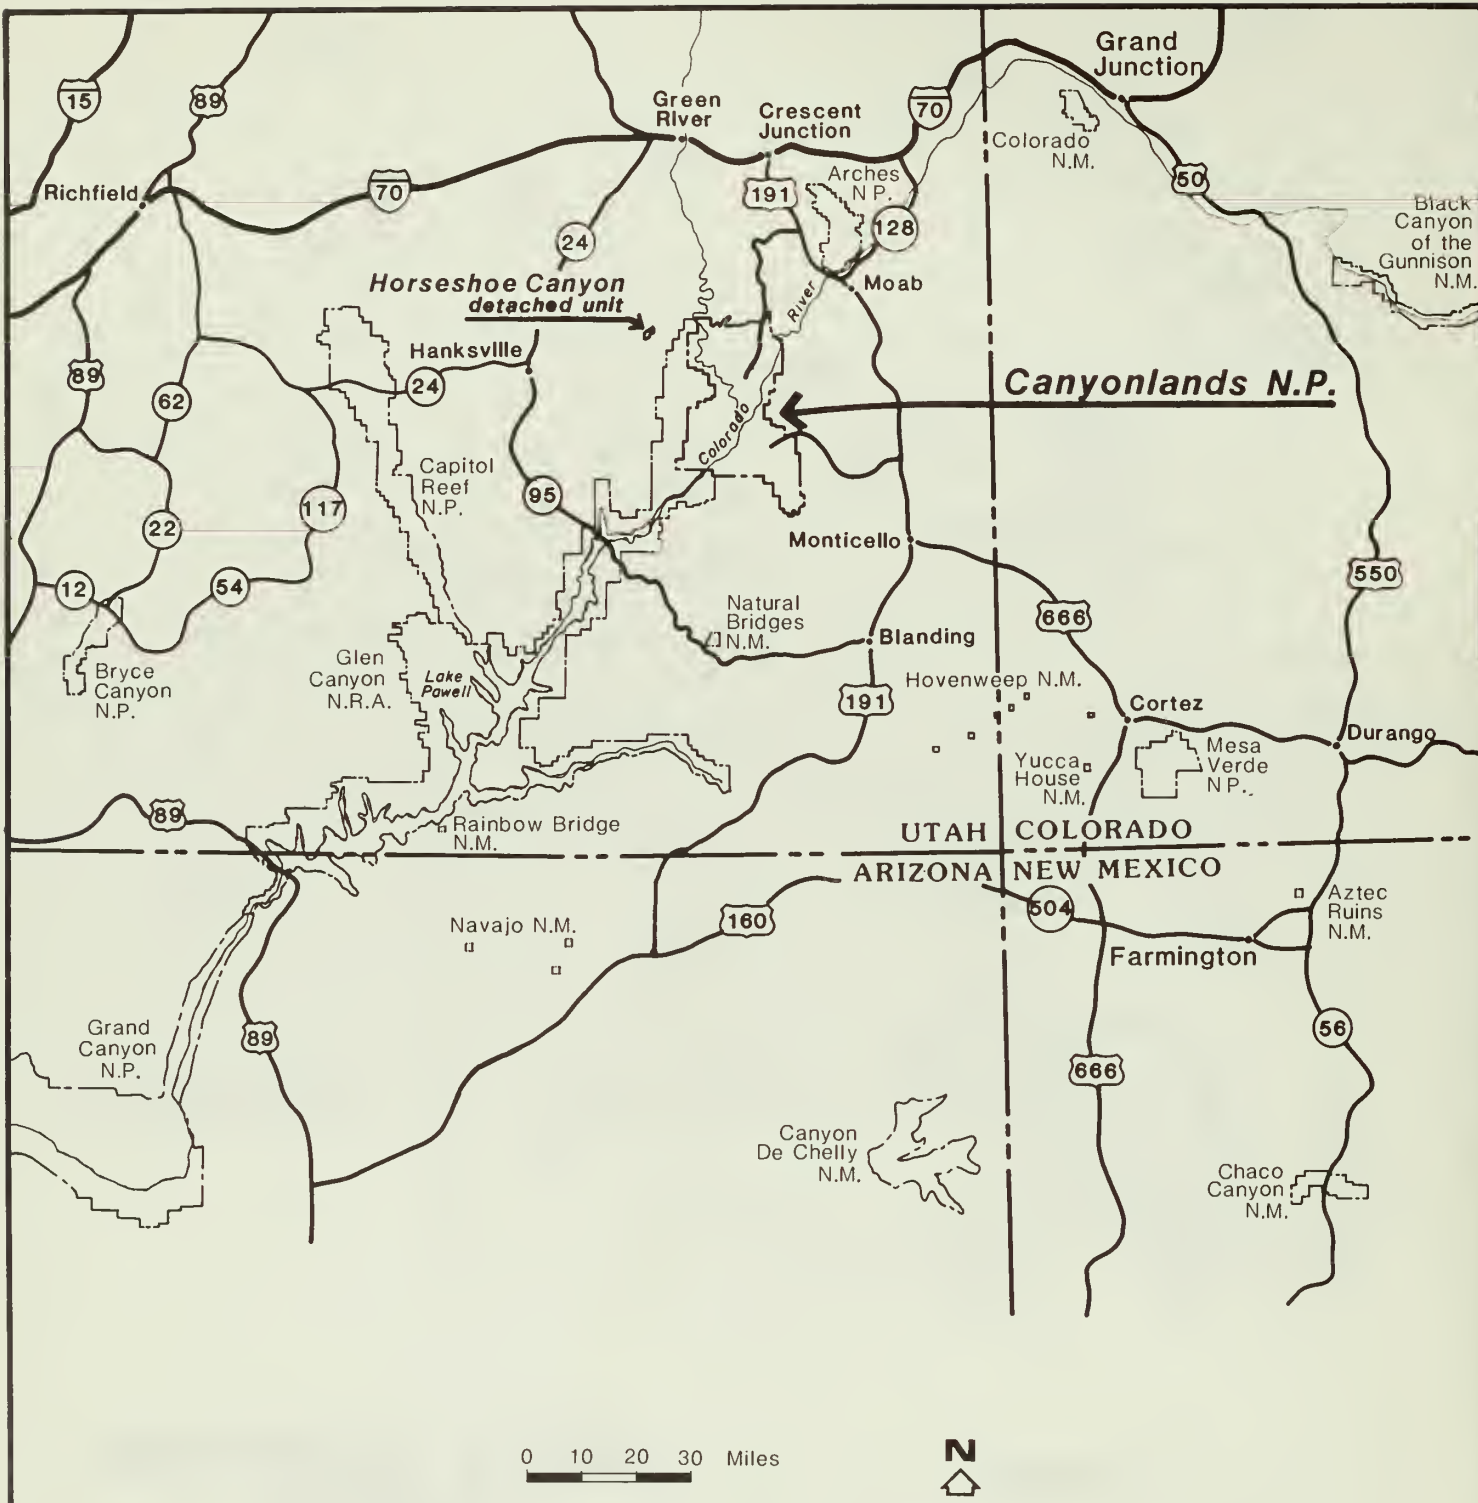 Grand
Junction
15
89
Green
River
Crescent
Junction
70
Colorado
N.M.
Richfield
70
191
Arches
N P.
50
128
24
Black
Canyon
of the
Gunnison
N.M.
Horseshoe Canyon
detached unit
River
Moab
Hanksville
24
89
62
Canyonlands N.P.
Colorado
Capitol
Reef
N.P.
95
117
22
Monticello
12
54
550
Natural
Bridges
N.M.
666
Blanding
Bryce
Canyon
N.P.
Glen
Canyon
N.R.A.
Lake
Powell
Hovenweep N.M.
191
Cortez
Durango
Mesa
Verde
N P.
Yucca
House
N.M.
89
Rainbow Bridge
N.M.
UTAH
COLORADO
ARIZONA
NEW MEXICO
160
504
Aztec
Ruins
N.M.
Navajo N.M.
Farmington
Grand
Canyon
N.P.
89
56
666
Canyon
De Chelly
N.M.
Chaco
Canyon
N.M.
0 10 20 30 Miles
N